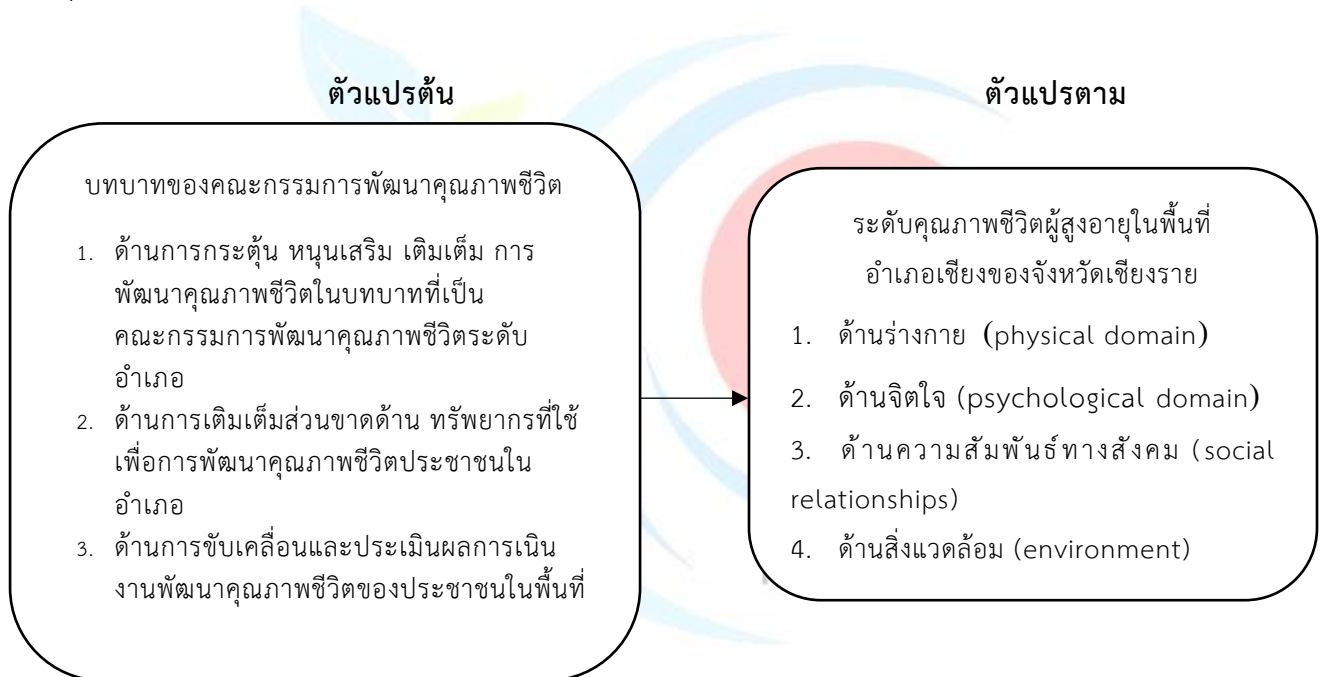 ตัวแปรต้น
บทบาทของคณะกรรมการพัฒนาคุณภาพชีวิต
1. ด้านการกระตุ้น หนุนเสริม เติมเต็ม การ
พัฒนาคุณภาพชีวิตในบทบาทที่เป็น
คณะกรรมการพัฒนาคุณภาพชีวิตระดับ
อำเภอ
2. ด้านการเติมเต็มส่วนขาดด้าน ทรัพยากรที่ใช้
เพื่อการพัฒนาคุณภาพชีวิตประชาชนใน
อำเภอ
3. ด้านการขับเคลื่อนและประเมินผลการเนิน
งานพัฒนาคุณภาพชีวิตของประชาชนในพื้นที่
ตัวแปรตาม
ระดับคุณภาพชีวิตผู้สูงอายุในพื้นที่
อำเภอเชียงของจังหวัดเชียงราย
1. ด้านร่างกาย (physical domain)
2. ด้านจิตใจ (psychological domain)
3. ด้านความสัมพันธ์ทางสังคม (social
relationships)
4. ด้านสิ่งแวดล้อม (environment)